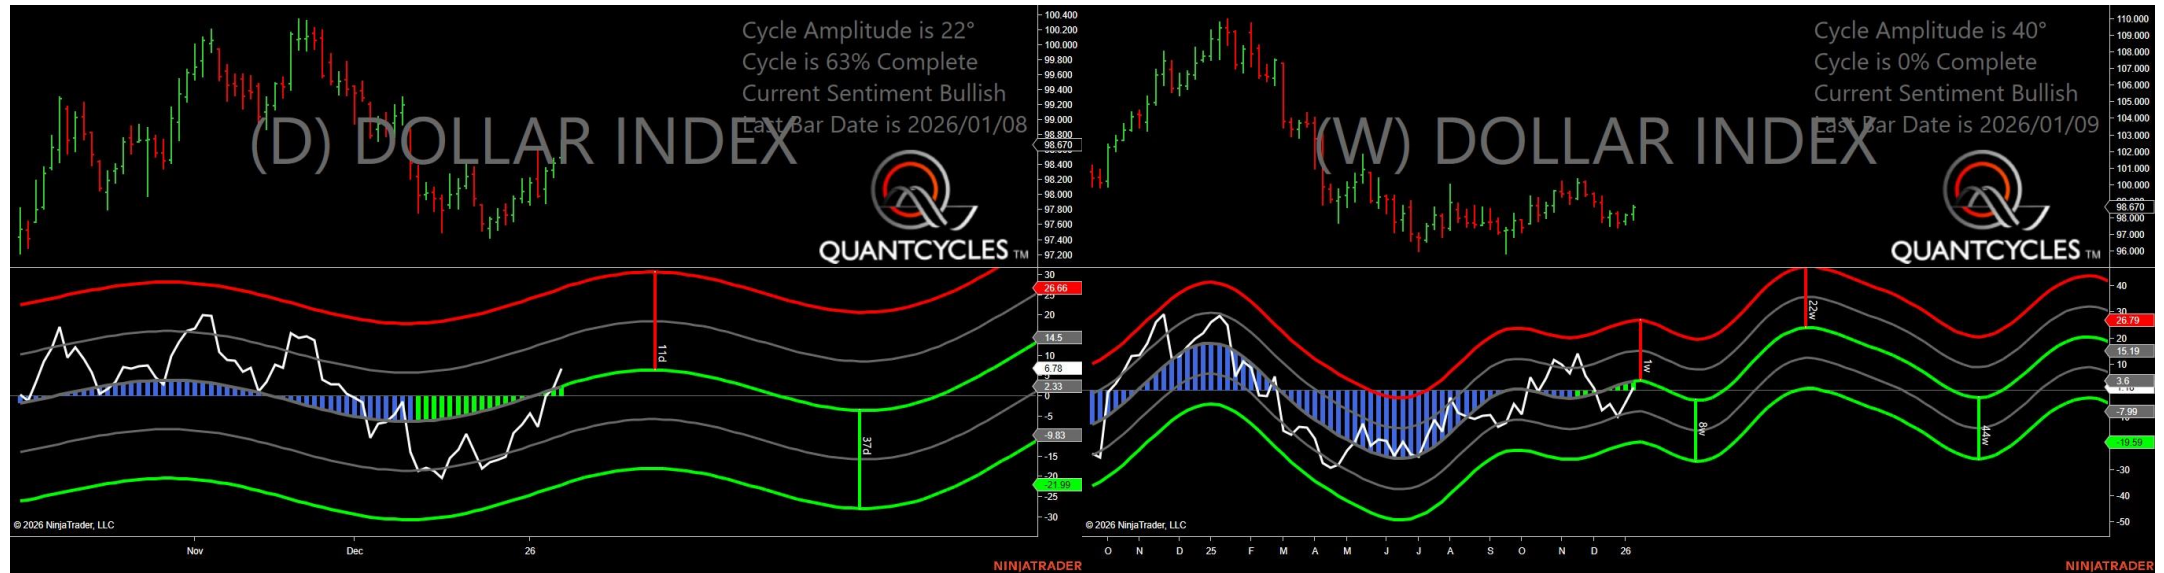 Cycle Amplitude is 22°
Cycle is 63% Complete
Current Sentiment Bullish
Last Bar Date is 2026/01/08
(D) DOLLAR INDEX
QUANTCYCLES TM
100.400
100.200
100.000
99.800
99.600
99.400
99.200
99.000
98.800
98.670
98.400
98.200
98.000
97.800
97.600
97.400
97.200
30
26.66
25
20
14.5
10
6.78
2.33
0
-5
-9.83
-15
-20
-21.99
-25
-30
11d
37d
© 2026 NinjaTrader, LLC
Nov Dec 26
NINJATRADER
Cycle Amplitude is 40°
Cycle is 0% Complete
Current Sentiment Bullish
Last Bar Date is 2026/01/09
(W) DOLLAR INDEX
QUANTCYCLES TM
110.000
109.000
108.000
107.000
106.000
105.000
104.000
103.000
102.000
101.000
100.000
98.670
98.000
97.000
96.000
40
30
26.79
20
15.19
10
3.6
-7.99
-19.59
-30
-40
-50
1w
8w
22w
44w
© 2026 NinjaTrader, LLC
O N D 25 F M A M J J A S O N D 26
NINJATRADER